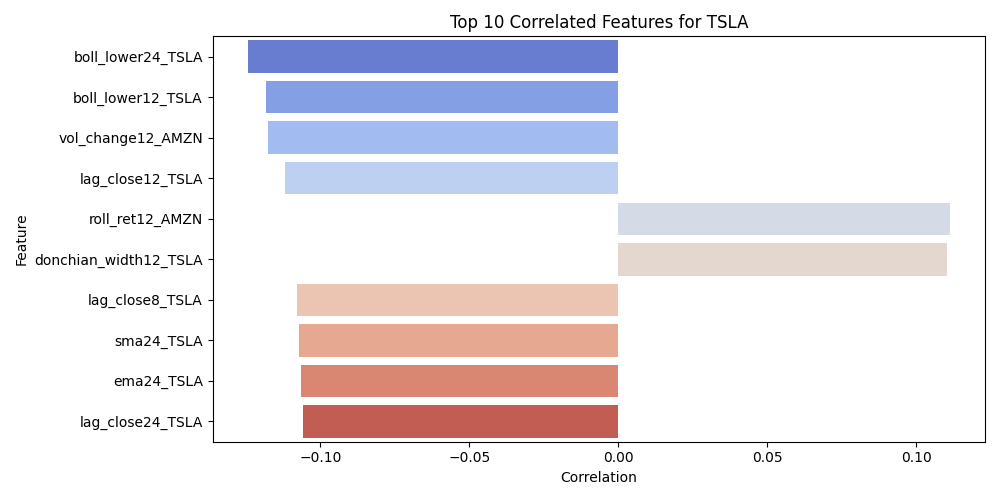 Top 10 Correlated Features for TSLA
boll_lower24_TSLA
boll_lower12_TSLA
vol_change12_AMZN
lag_close12_TSLA
roll_ret12_AMZN
donchian_width12_TSLA
lag_close8_TSLA
sma24_TSLA
ema24_TSLA
lag_close24_TSLA
Feature
−0.10
−0.05
0.00
0.05
0.10
Correlation